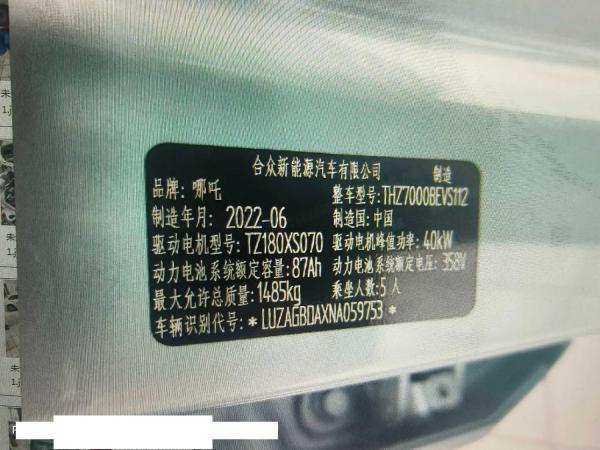 合众新能源汽车有限公司 制造
品牌: 哪吒 整车型号: THZ7000BEVS112
制造年月: 2022-06 制造国: 中国
驱动电机型号: TZ180XS070 驱动电机峰值功率: 40kW
动力电池系统额定容量: 87Ah 动力电池系统额定电压: 358V
最大允许总质量: 1485kg 乘坐人数: 5 人
车辆识别代号: * LUZAGBDAXNA059753 *